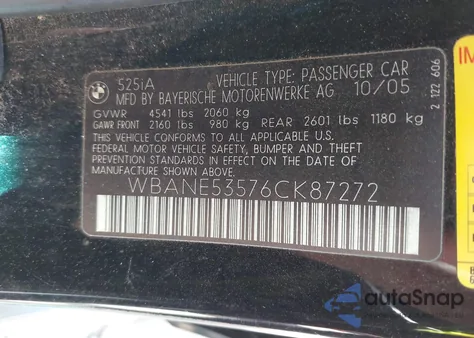 BMW
525iA VEHICLE TYPE: PASSENGER CAR
MFD BY BAYERISCHE MOTORENWERKE AG 10/05
GVWR 4541 lbs 2060 kg
GAWR FRONT 2160 lbs 980 kg REAR 2601 lbs 1180 kg
THIS VEHICLE CONFORMS TO ALL APPLICABLE U.S.
FEDERAL MOTOR VEHICLE SAFETY, BUMPER AND THEFT
PREVENTION STANDARDS IN EFFECT ON THE DATE OF
MANUFACTURE SHOWN ABOVE.
WBANE53576CK87272
2 122 606
IM
autoSnap